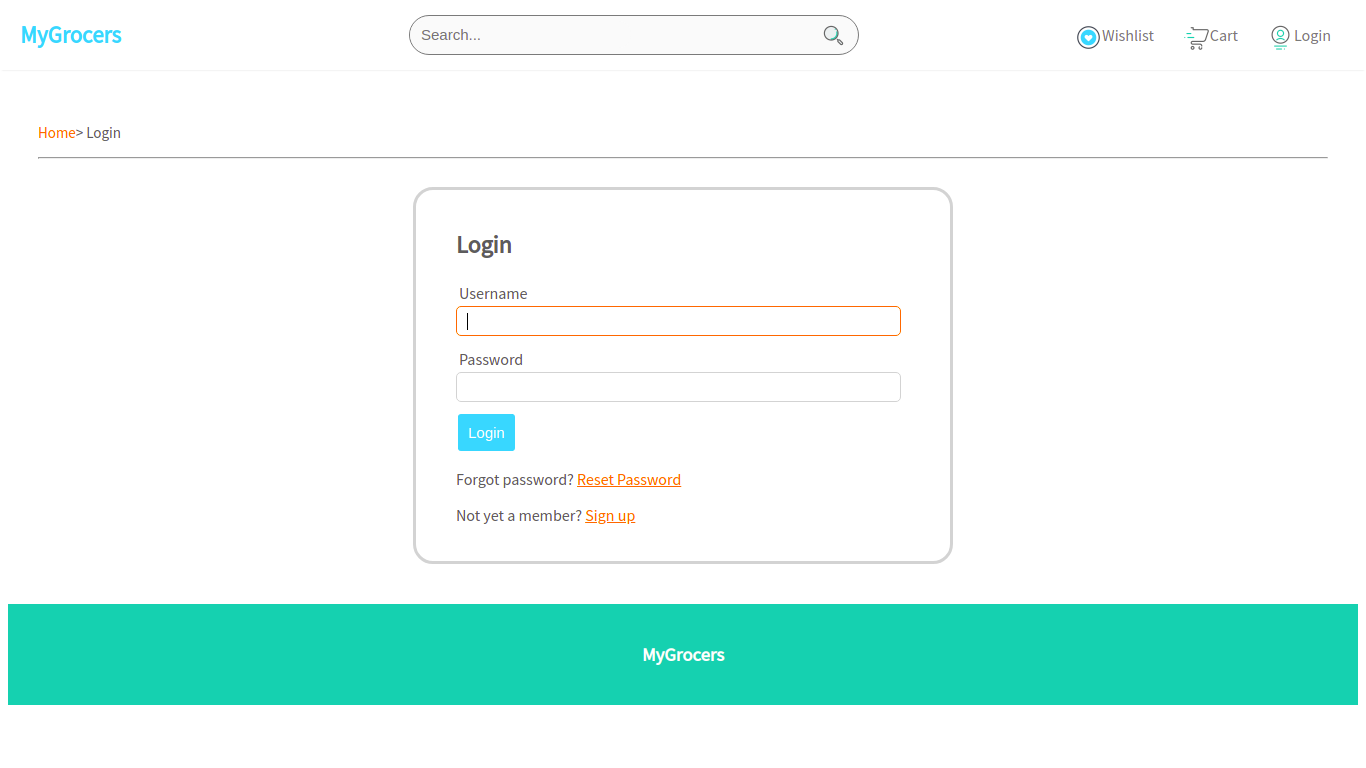 MyGrocers
Search...
Wishlist
Cart
Login
Home> Login
Login
Username
Password
Login
Forgot password? Reset Password
Not yet a member? Sign up
MyGrocers